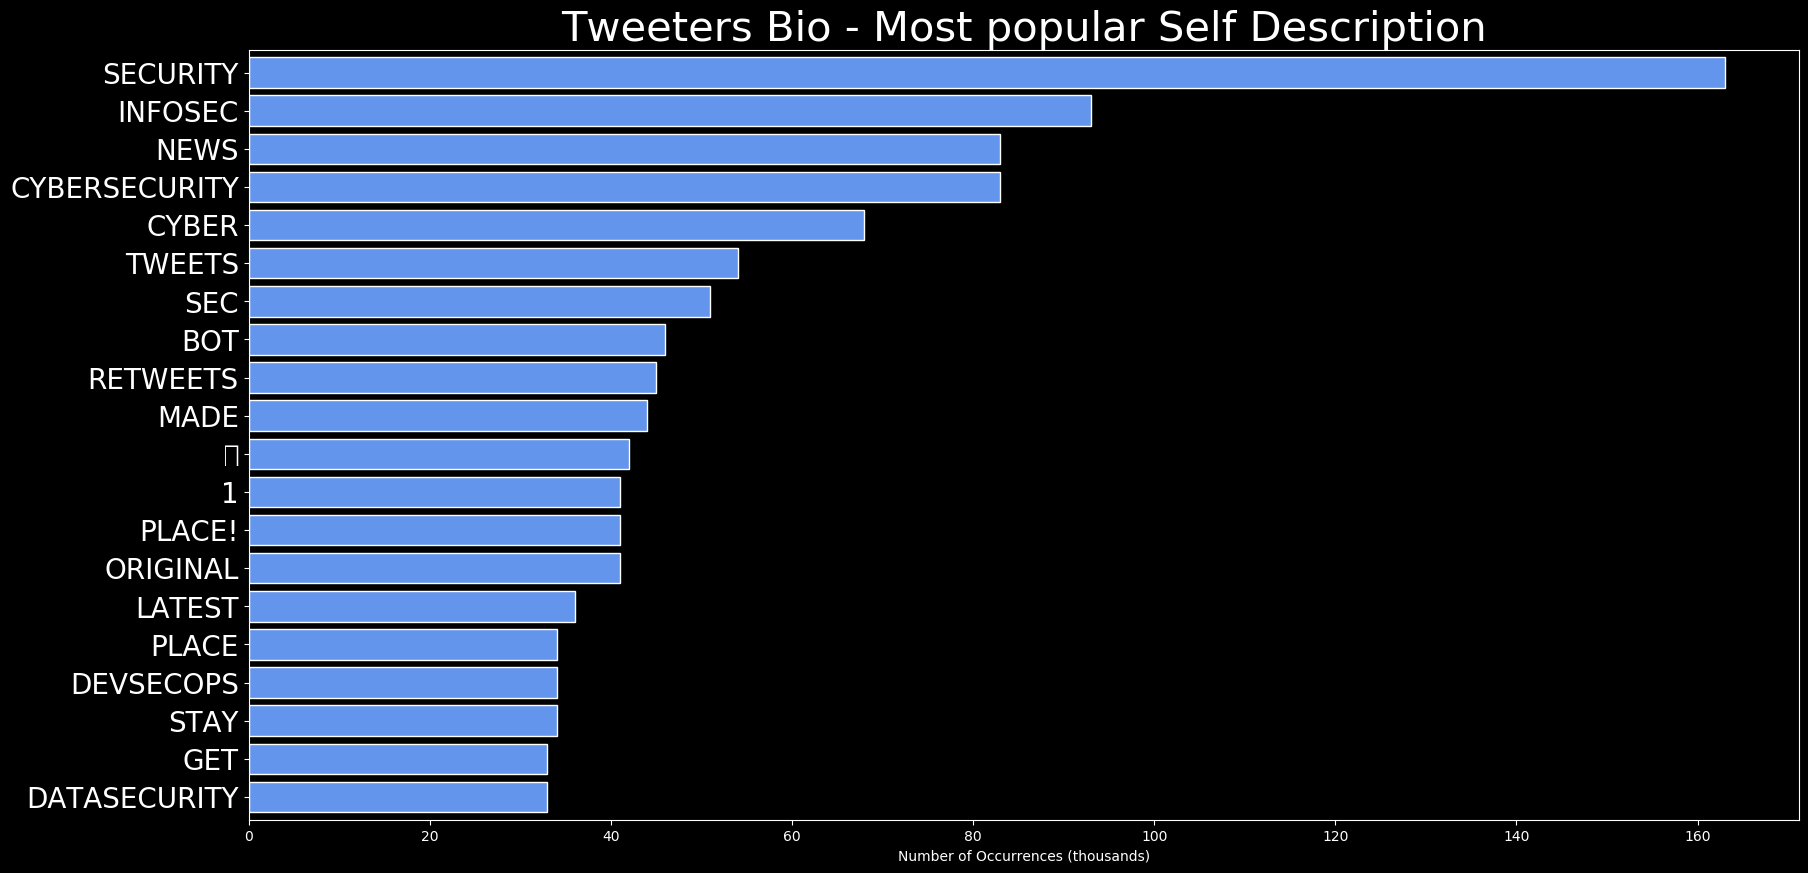 Tweeters Bio - Most popular Self Description
SECURITY
INFOSEC
NEWS
CYBERSECURITY
CYBER
TWEETS
SEC
BOT
RETWEETS
MADE
1
PLACE!
ORIGINAL
LATEST
PLACE
DEVSECOPS
STAY
GET
DATASECURITY
0 20 40 60 80 100 120 140 160
Number of Occurrences (thousands)